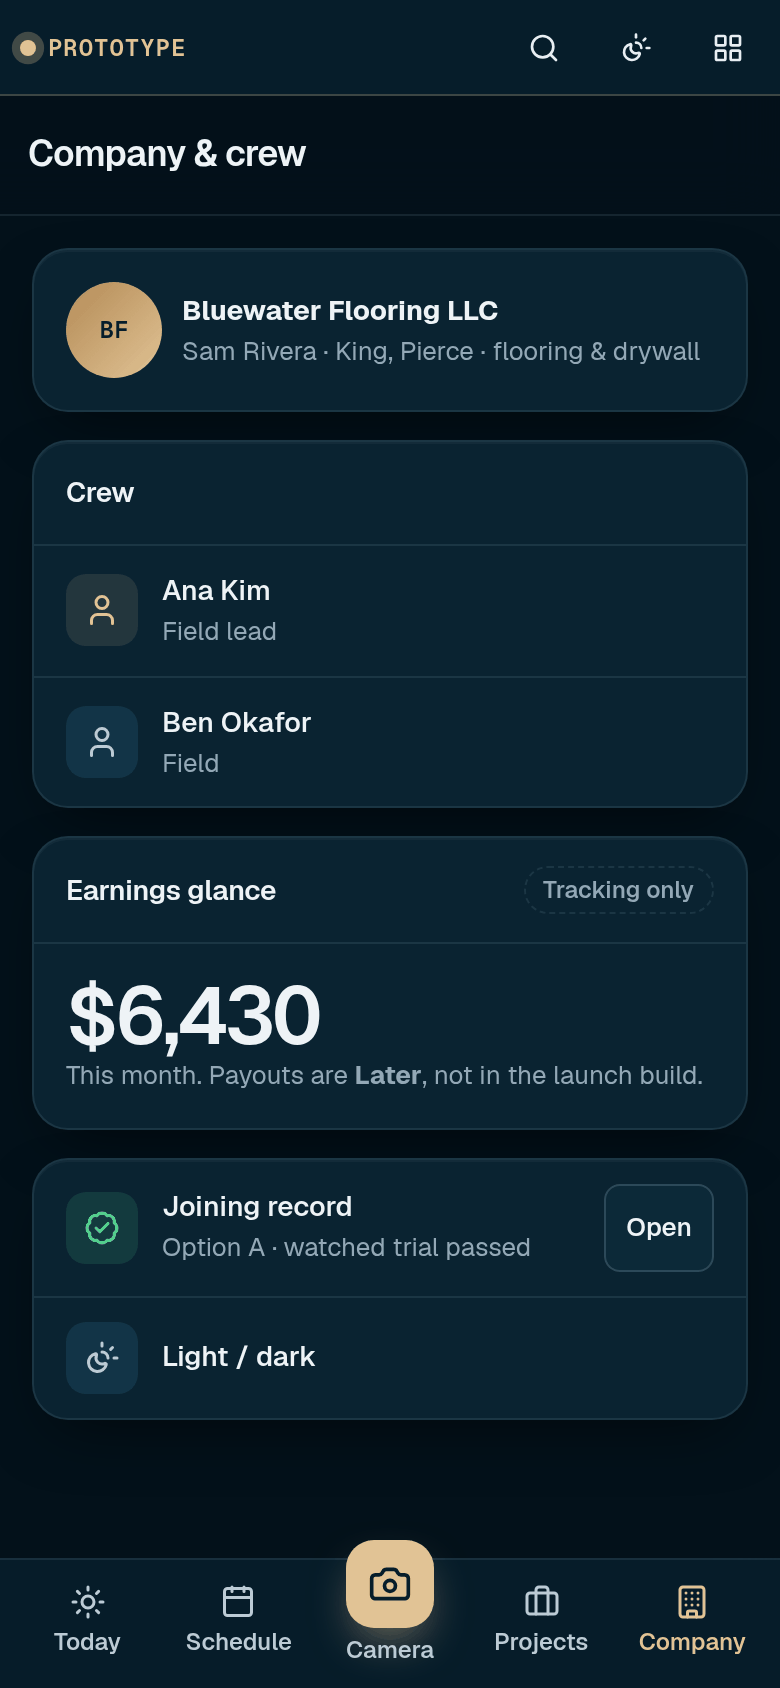 PROTOTYPE
Company & crew
BF
Bluewater Flooring LLC
Sam Rivera · King, Pierce · flooring & drywall
Crew
Ana Kim
Field lead
Ben Okafor
Field
Earnings glance
Tracking only
$6,430
This month. Payouts are Later, not in the launch build.
Joining record
Option A · watched trial passed
Open
Light / dark
Today
Schedule
Camera
Projects
Company